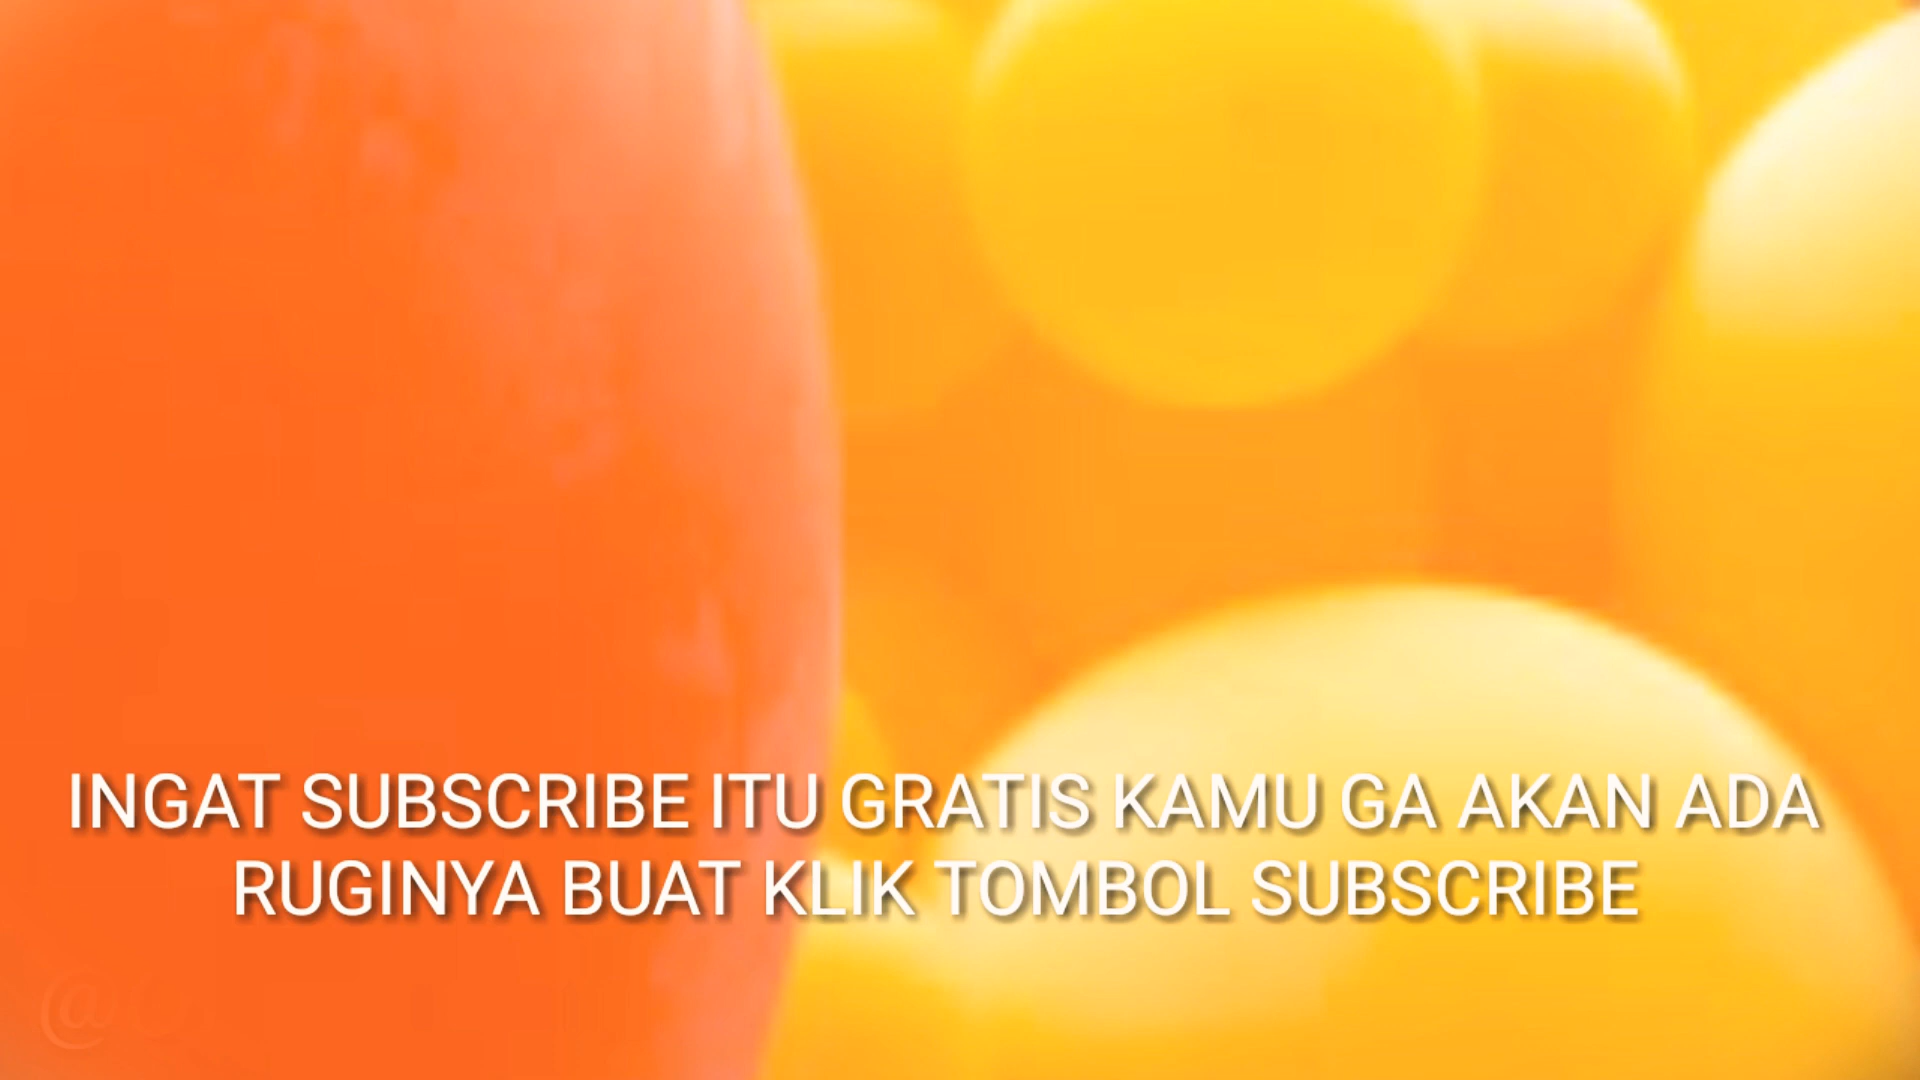 INGAT SUBSCRIBE ITU GRATIS KAMU GA AKAN ADA
RUGINYA BUAT KLIK TOMBOL SUBSCRIBE